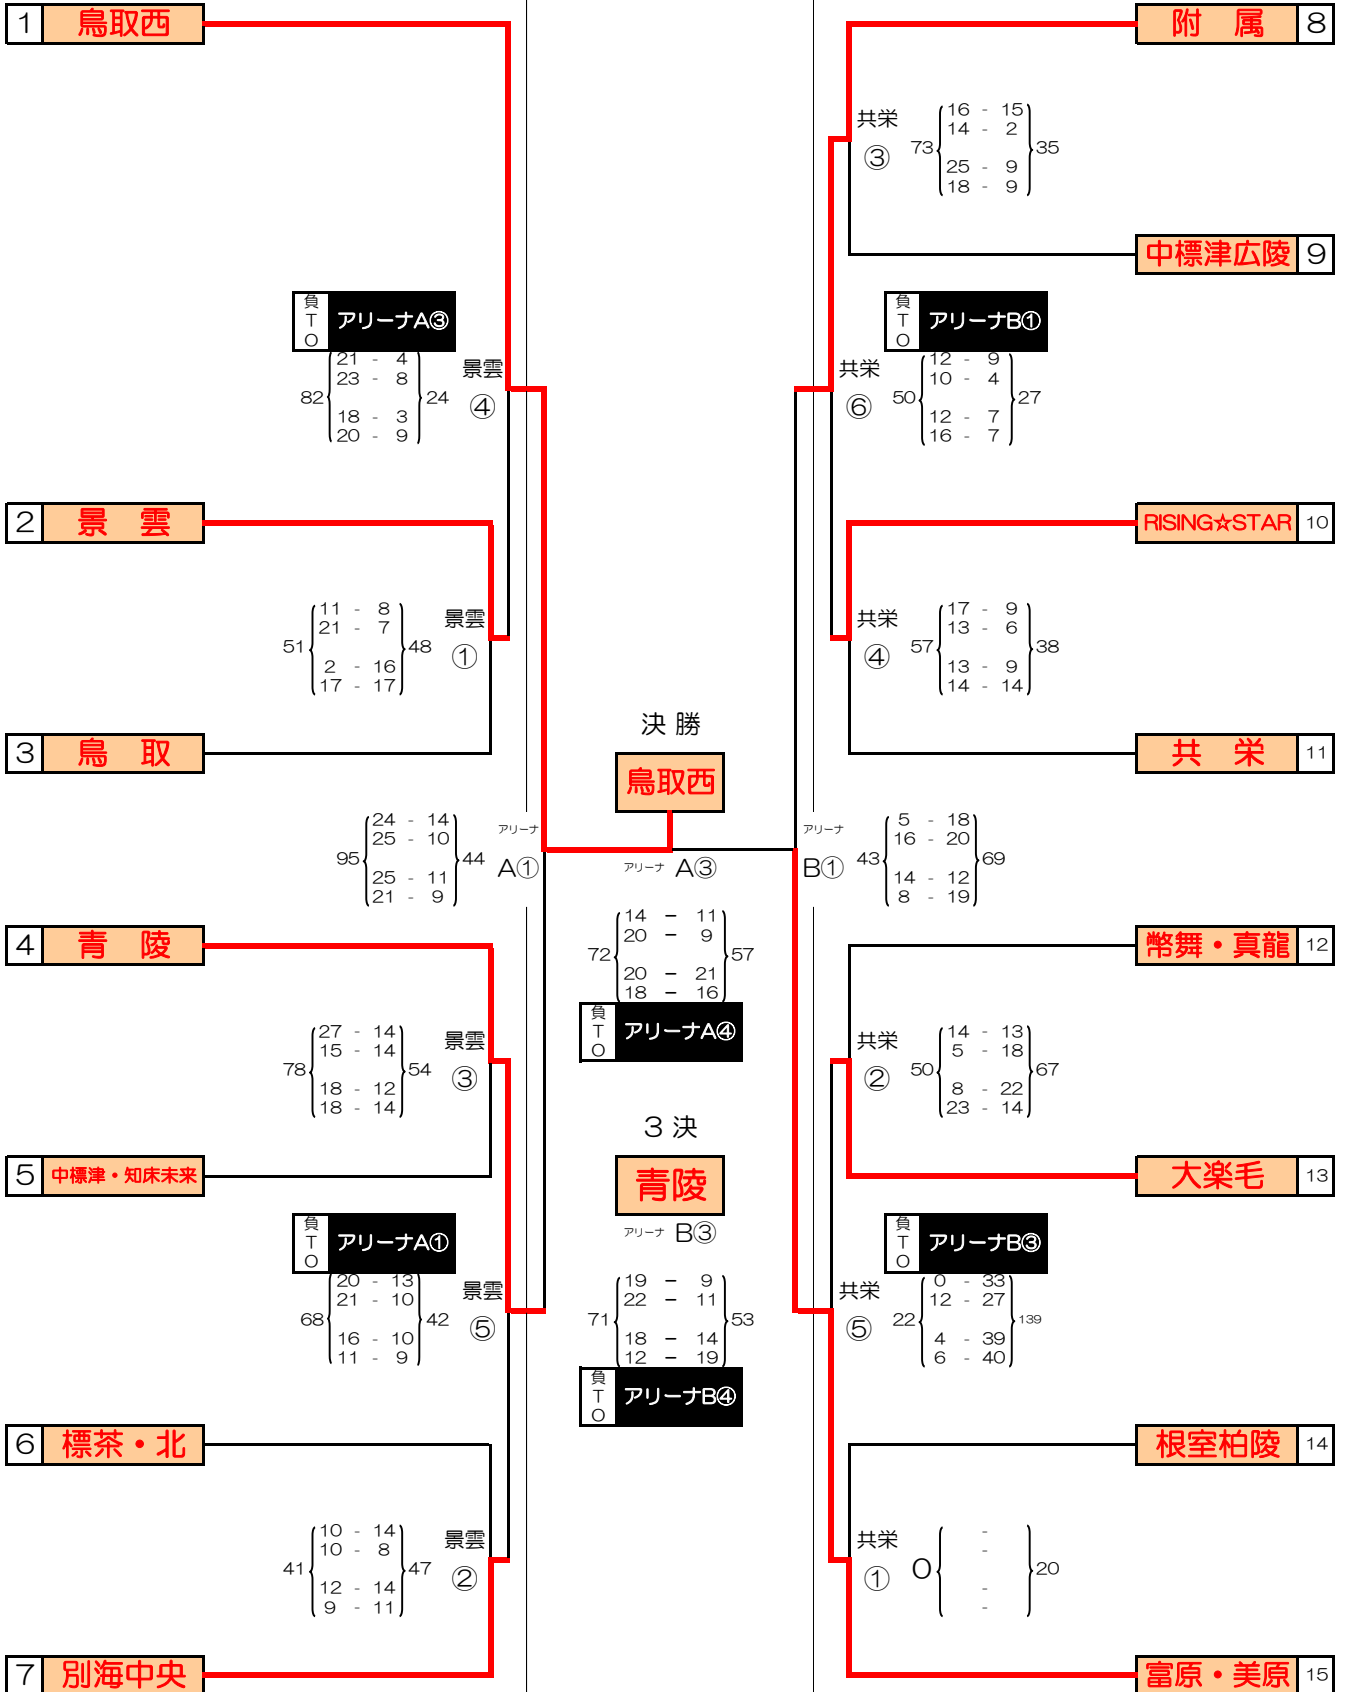 1 鳥取西
附　属 8
共栄
③
73
16 - 15
14 - 2
25 - 9
18 - 9
35
中標津広陵 9
負TO アリーナA③
82
21 - 4
23 - 8
18 - 3
20 - 9
24
景雲
④
負TO アリーナB①
共栄
⑥
50
12 - 9
10 - 4
12 - 7
16 - 7
27
2 景　雲
RISING☆STAR 10
51
11 - 8
21 - 7
2 - 16
17 - 17
48
景雲
①
共栄
④
57
17 - 9
13 - 6
13 - 9
14 - 14
38
3 鳥　取
決 勝
鳥取西
共　栄 11
95
24 - 14
25 - 10
25 - 11
21 - 9
44
アリーナ
A①
アリーナ A③
72
14 - 11
20 - 9
20 - 21
18 - 16
57
負TO アリーナA④
アリーナ
B①
43
5 - 18
16 - 20
14 - 12
8 - 19
69
4 青　陵
幣舞・真龍 12
78
27 - 14
15 - 14
18 - 12
18 - 14
54
景雲
③
共栄
②
50
14 - 13
5 - 18
8 - 22
23 - 14
67
5 中標津・知床未来
3 決
青陵
アリーナ B③
71
19 - 9
22 - 11
18 - 14
12 - 19
53
負TO アリーナB④
大楽毛 13
負TO アリーナA①
68
20 - 13
21 - 10
16 - 10
11 - 9
42
景雲
⑤
負TO アリーナB③
共栄
⑤
22
0 - 33
12 - 27
4 - 39
6 - 40
139
6 標茶・北
根室柏陵 14
41
10 - 14
10 - 8
12 - 14
9 - 11
47
景雲
②
共栄
①
0
-
-
-
-
20
7 別海中央
富原・美原 15